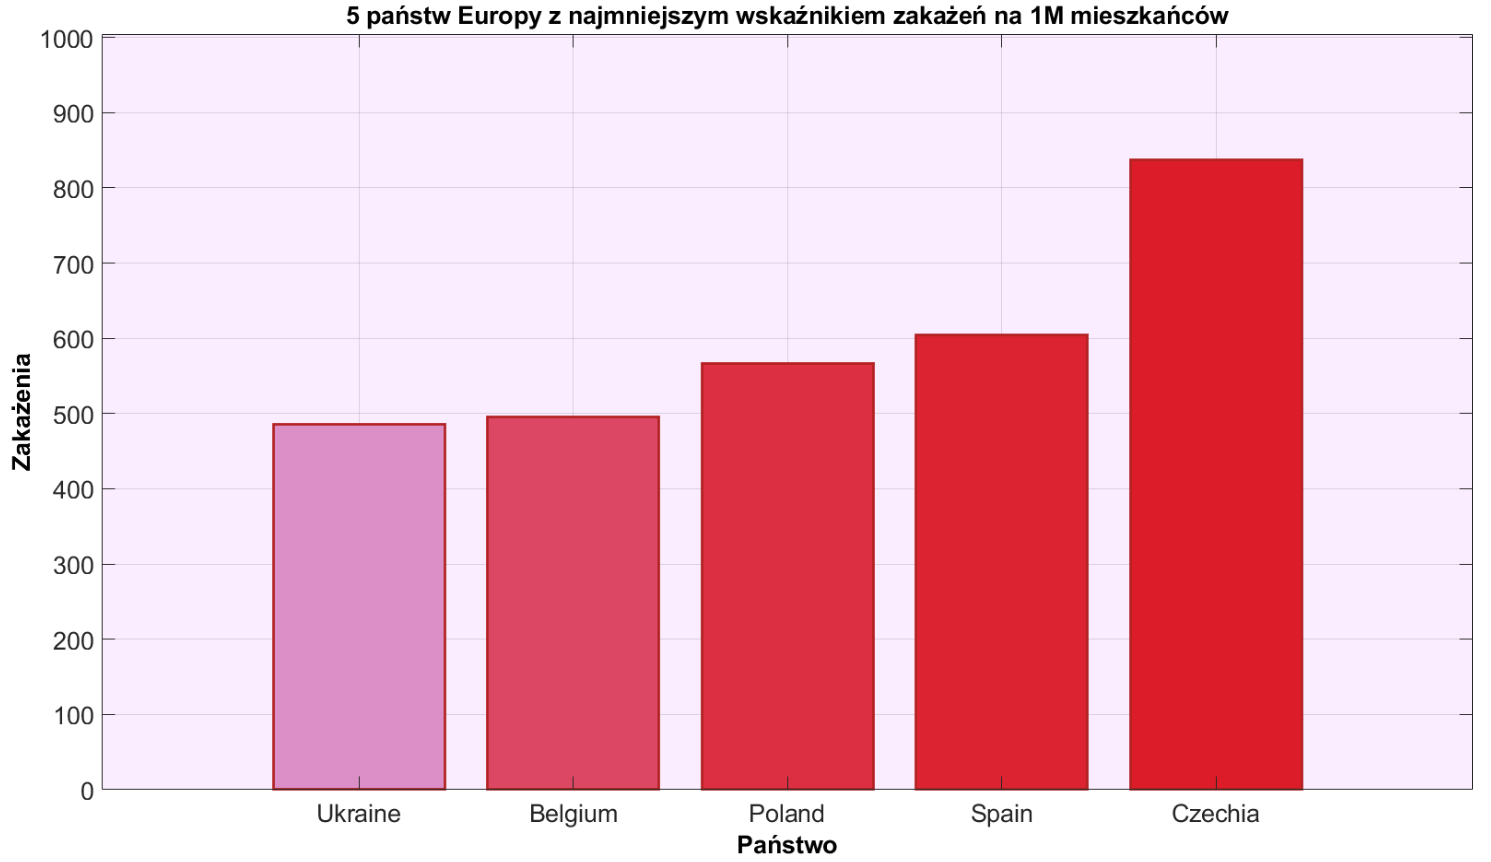 5 państw Europy z najmniejszym wskaźnikiem zakażeń na 1M mieszkańców
1000
900
800
700
600
500
400
300
200
100
0
Zakażenia
Ukraine
Belgium
Poland
Spain
Czechia
Państwo